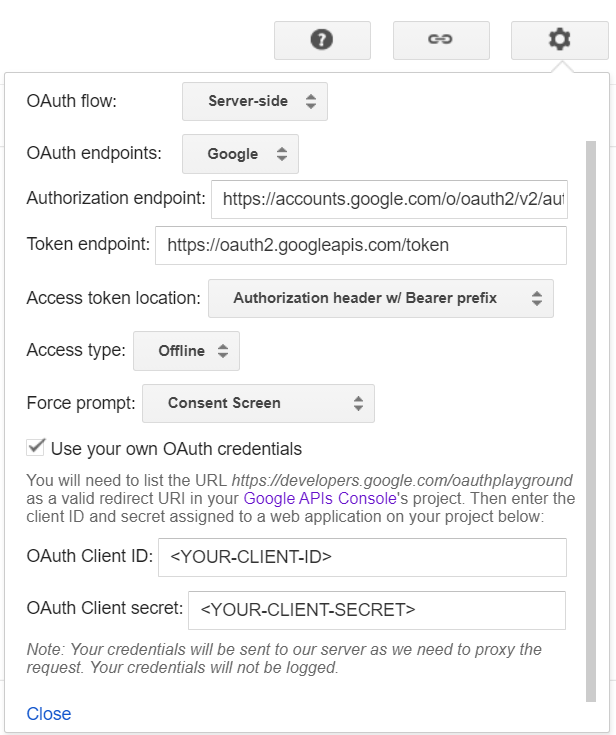 OAuth flow: Server-side
OAuth endpoints: Google
Authorization endpoint: https://accounts.google.com/o/oauth2/v2/aut
Token endpoint: https://oauth2.googleapis.com/token
Access token location: Authorization header w/ Bearer prefix
Access type: Offline
Force prompt: Consent Screen
Use your own OAuth credentials
You will need to list the URL https://developers.google.com/oauthplayground
as a valid redirect URI in your Google APIs Console's project. Then enter the
client ID and secret assigned to a web application on your project below:
OAuth Client ID: <YOUR-CLIENT-ID>
OAuth Client secret: <YOUR-CLIENT-SECRET>
Note: Your credentials will be sent to our server as we need to proxy the
request. Your credentials will not be logged.
Close